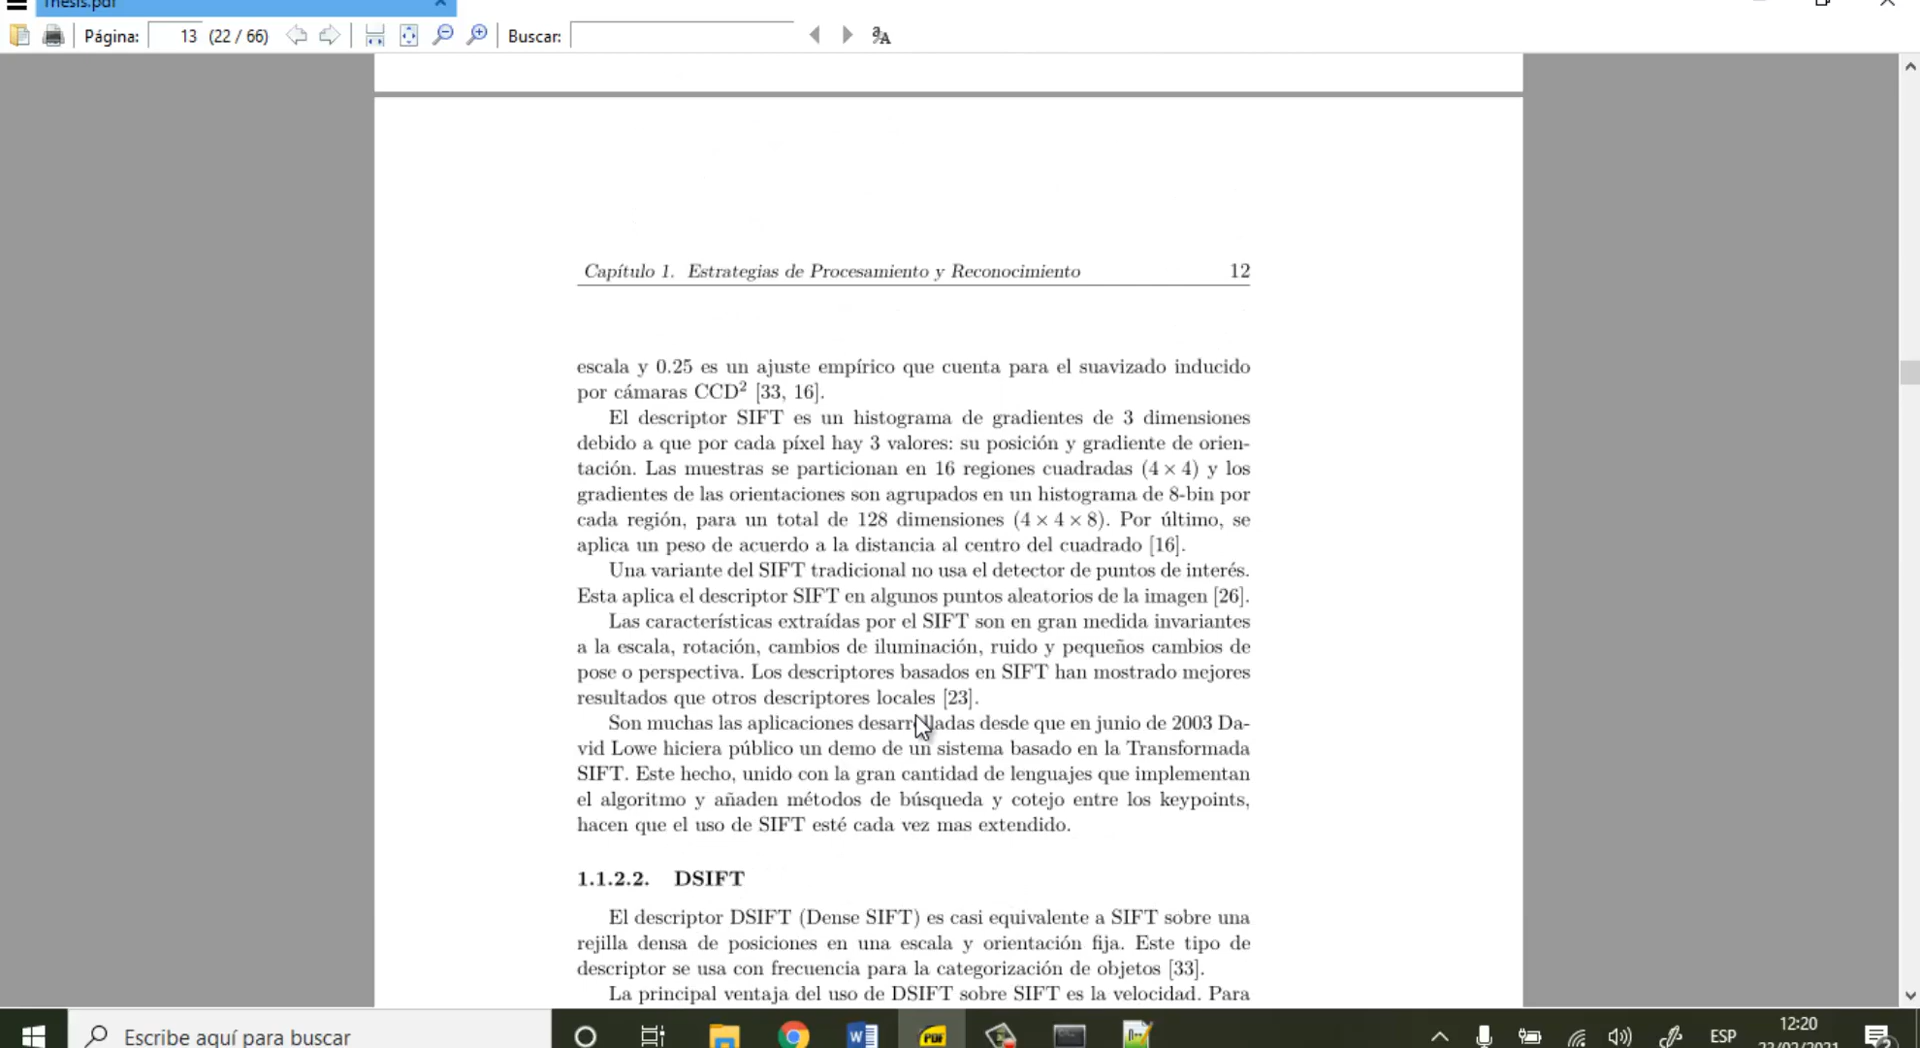 Thesis.pdf
Página: 13 (22 / 66) Buscar:
Capítulo 1. Estrategias de Procesamiento y Reconocimiento 12
escala y 0.25 es un ajuste empírico que cuenta para el suavizado inducido
por cámaras CCD² [33, 16].
El descriptor SIFT es un histograma de gradientes de 3 dimensiones
debido a que por cada píxel hay 3 valores: su posición y gradiente de orien-
tación. Las muestras se particionan en 16 regiones cuadradas (4 × 4) y los
gradientes de las orientaciones son agrupados en un histograma de 8-bin por
cada región, para un total de 128 dimensiones (4 × 4 × 8). Por último, se
aplica un peso de acuerdo a la distancia al centro del cuadrado [16].
Una variante del SIFT tradicional no usa el detector de puntos de interés.
Esta aplica el descriptor SIFT en algunos puntos aleatorios de la imagen [26].
Las características extraídas por el SIFT son en gran medida invariantes
a la escala, rotación, cambios de iluminación, ruido y pequeños cambios de
pose o perspectiva. Los descriptores basados en SIFT han mostrado mejores
resultados que otros descriptores locales [23].
Son muchas las aplicaciones desarrolladas desde que en junio de 2003 Da-
vid Lowe hiciera público un demo de un sistema basado en la Transformada
SIFT. Este hecho, unido con la gran cantidad de lenguajes que implementan
el algoritmo y añaden métodos de búsqueda y cotejo entre los keypoints,
hacen que el uso de SIFT esté cada vez mas extendido.
1.1.2.2. DSIFT
El descriptor DSIFT (Dense SIFT) es casi equivalente a SIFT sobre una
rejilla densa de posiciones en una escala y orientación fija. Este tipo de
descriptor se usa con frecuencia para la categorización de objetos [33].
La principal ventaja del uso de DSIFT sobre SIFT es la velocidad. Para
Escribe aquí para buscar
PDF
ESP
12:20